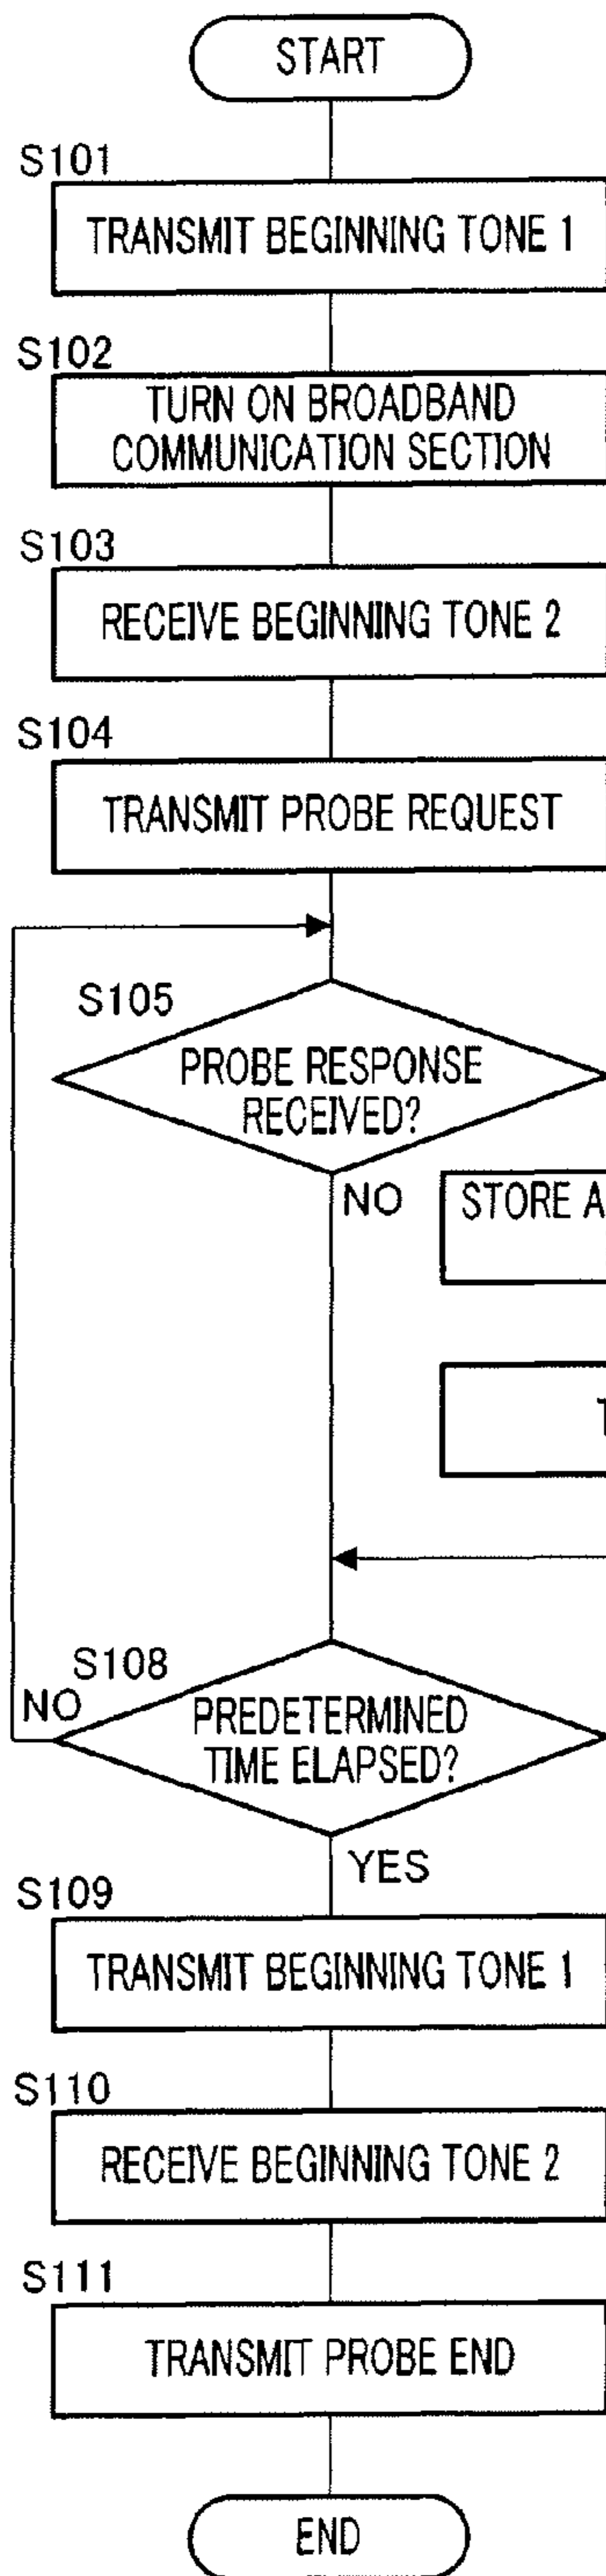 START
S101
TRANSMIT BEGINNING TONE 1
S102
TURN ON BROADBAND
COMMUNICATION SECTION
S103
RECEIVE BEGINNING TONE 2
S104
TRANSMIT PROBE REQUEST
S105
PROBE RESPONSE
RECEIVED?
NO
STORE A
T
S108
NO
PREDETERMINED
TIME ELAPSED?
YES
S109
TRANSMIT BEGINNING TONE 1
S110
RECEIVE BEGINNING TONE 2
S111
TRANSMIT PROBE END
END